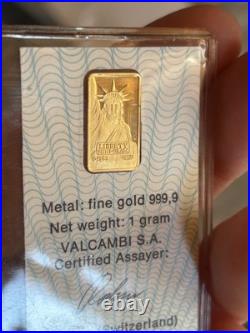 LIBERTY
Metal: fine gold 999,9
Net weight: 1 gram
VALCAMBI S.A.
Certified Assayer:
(Switzerland)